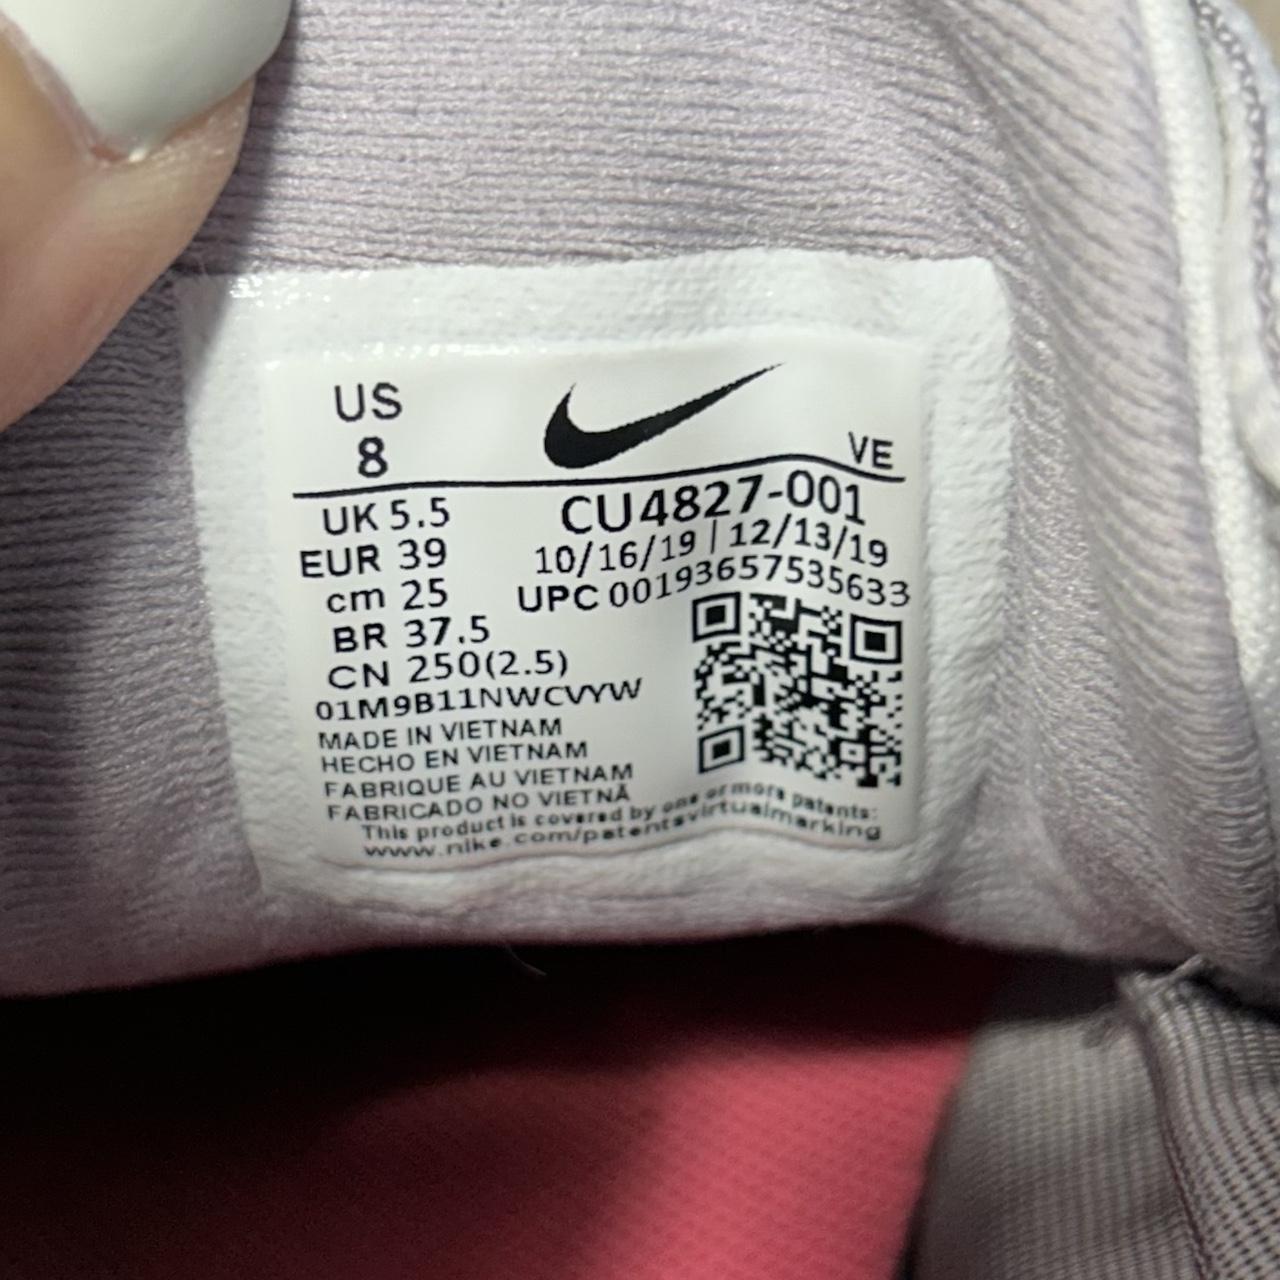 US
8
VE
UK 5.5
EUR 39
cm 25
BR 37.5
CN 250(2.5)
CU4827-001
10/16/19 | 12/13/19
UPC 00193657535633
01M9B11NWCVYW
MADE IN VIETNAM
HECHO EN VIETNAM
FABRIQUE AU VIETNAM
FABRICADO NO VIETNÃ
This product is covered by one or more patents:
www.nike.com/patentsvirtualmarking